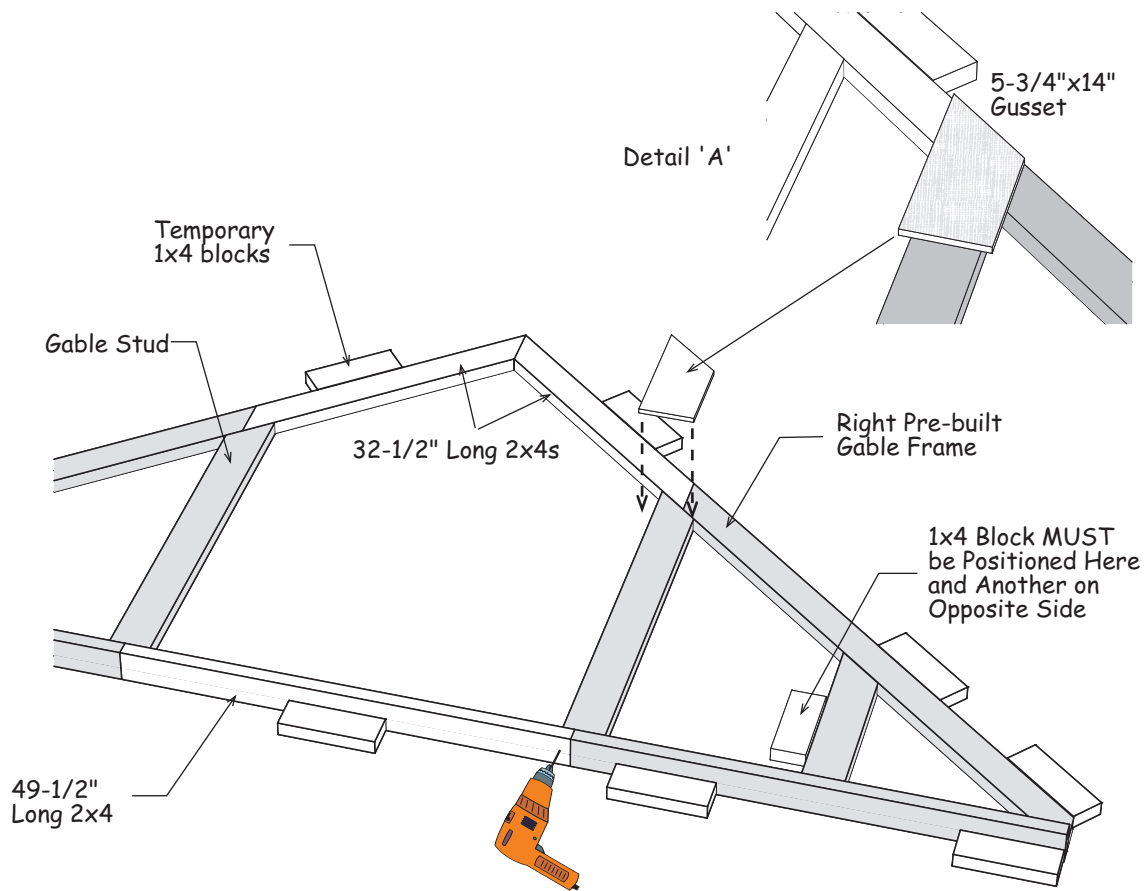 5-3/4"x14"
Gusset
Detail 'A'
Temporary
1x4 blocks
Gable Stud
32-1/2" Long 2x4s
Right Pre-built
Gable Frame
1x4 Block MUST
be Positioned Here
and Another on
Opposite Side
49-1/2"
Long 2x4